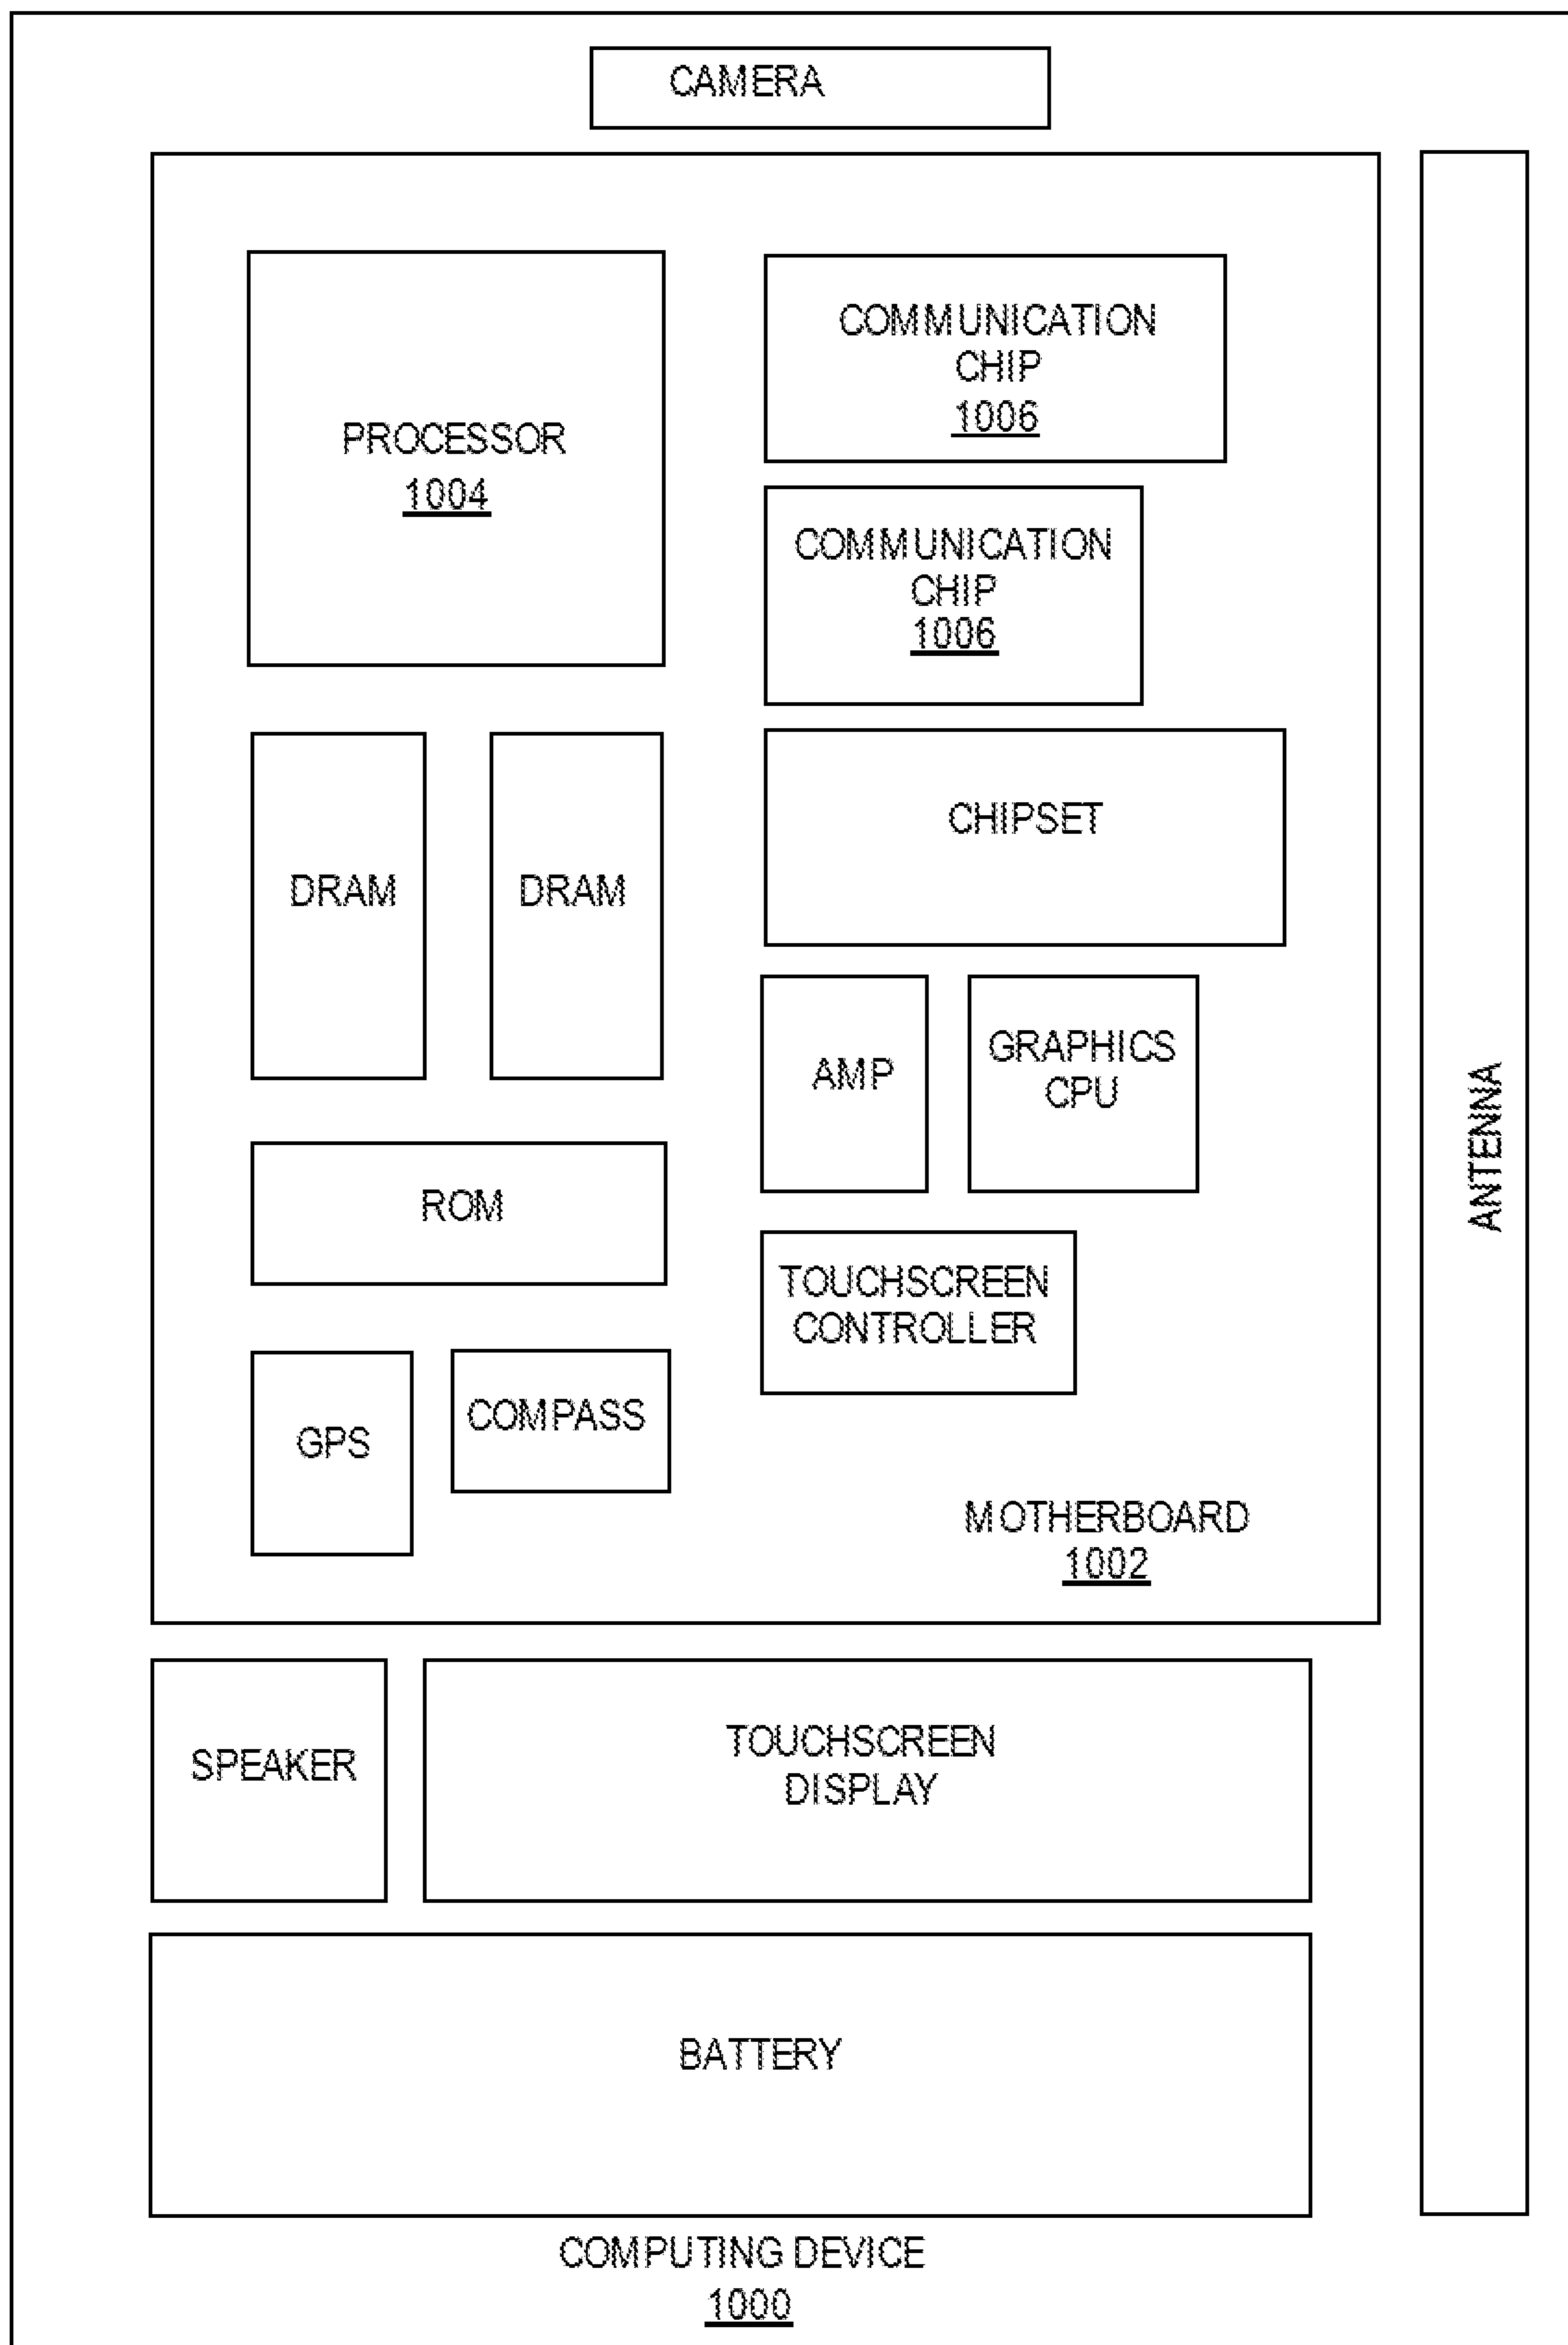 CAMERA
PROCESSOR
1004
COMMUNICATION
CHIP
1006
COMMUNICATION
CHIP
1006
DRAM
DRAM
CHIPSET
AMP
GRAPHICS
CPU
ROM
TOUCHSCREEN
CONTROLLER
GPS
COMPASS
MOTHERBOARD
1002
ANTENNA
SPEAKER
TOUCHSCREEN
DISPLAY
BATTERY
COMPUTING DEVICE
1000